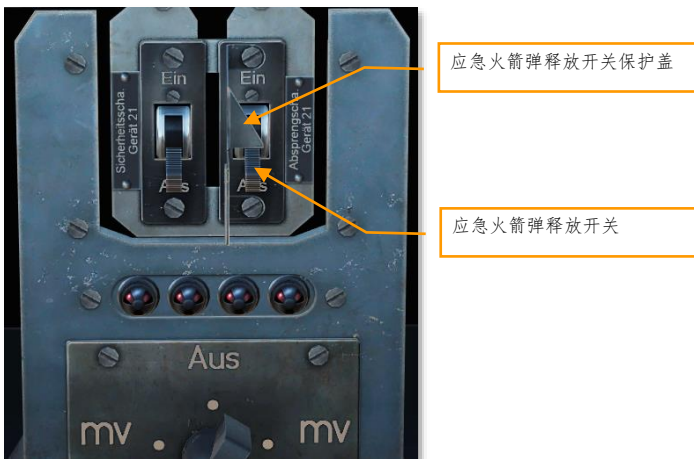 Ein
Ein
Sicherheitsscha.
Gerät 21
Absprengscha.
Gerät 21
Aus
Aus
应急火箭弹释放开关保护盖
应急火箭弹释放开关
Aus
mv
mv